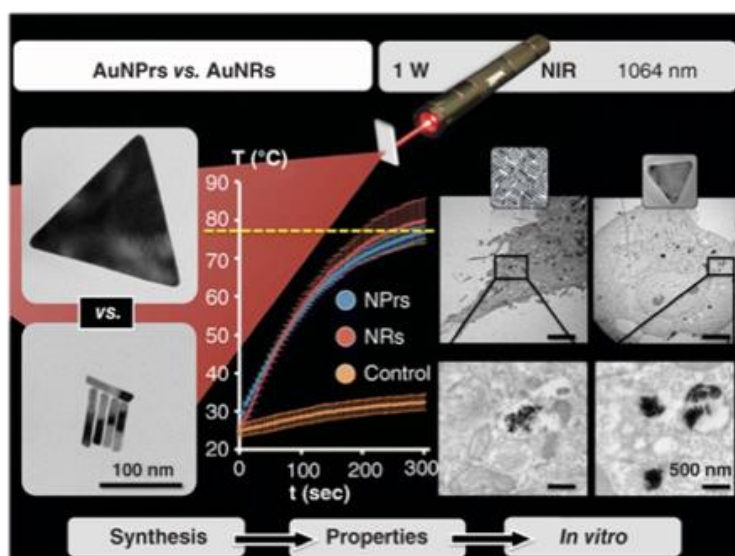 AuNPrs vs. AuNRs
1 W NIR 1064 nm
T (°C)
90
80
70
60
50
40
30
20
0 100 200 300
t (sec)
NPrs
NRs
Control
vs.
100 nm
500 nm
Synthesis
Properties
In vitro